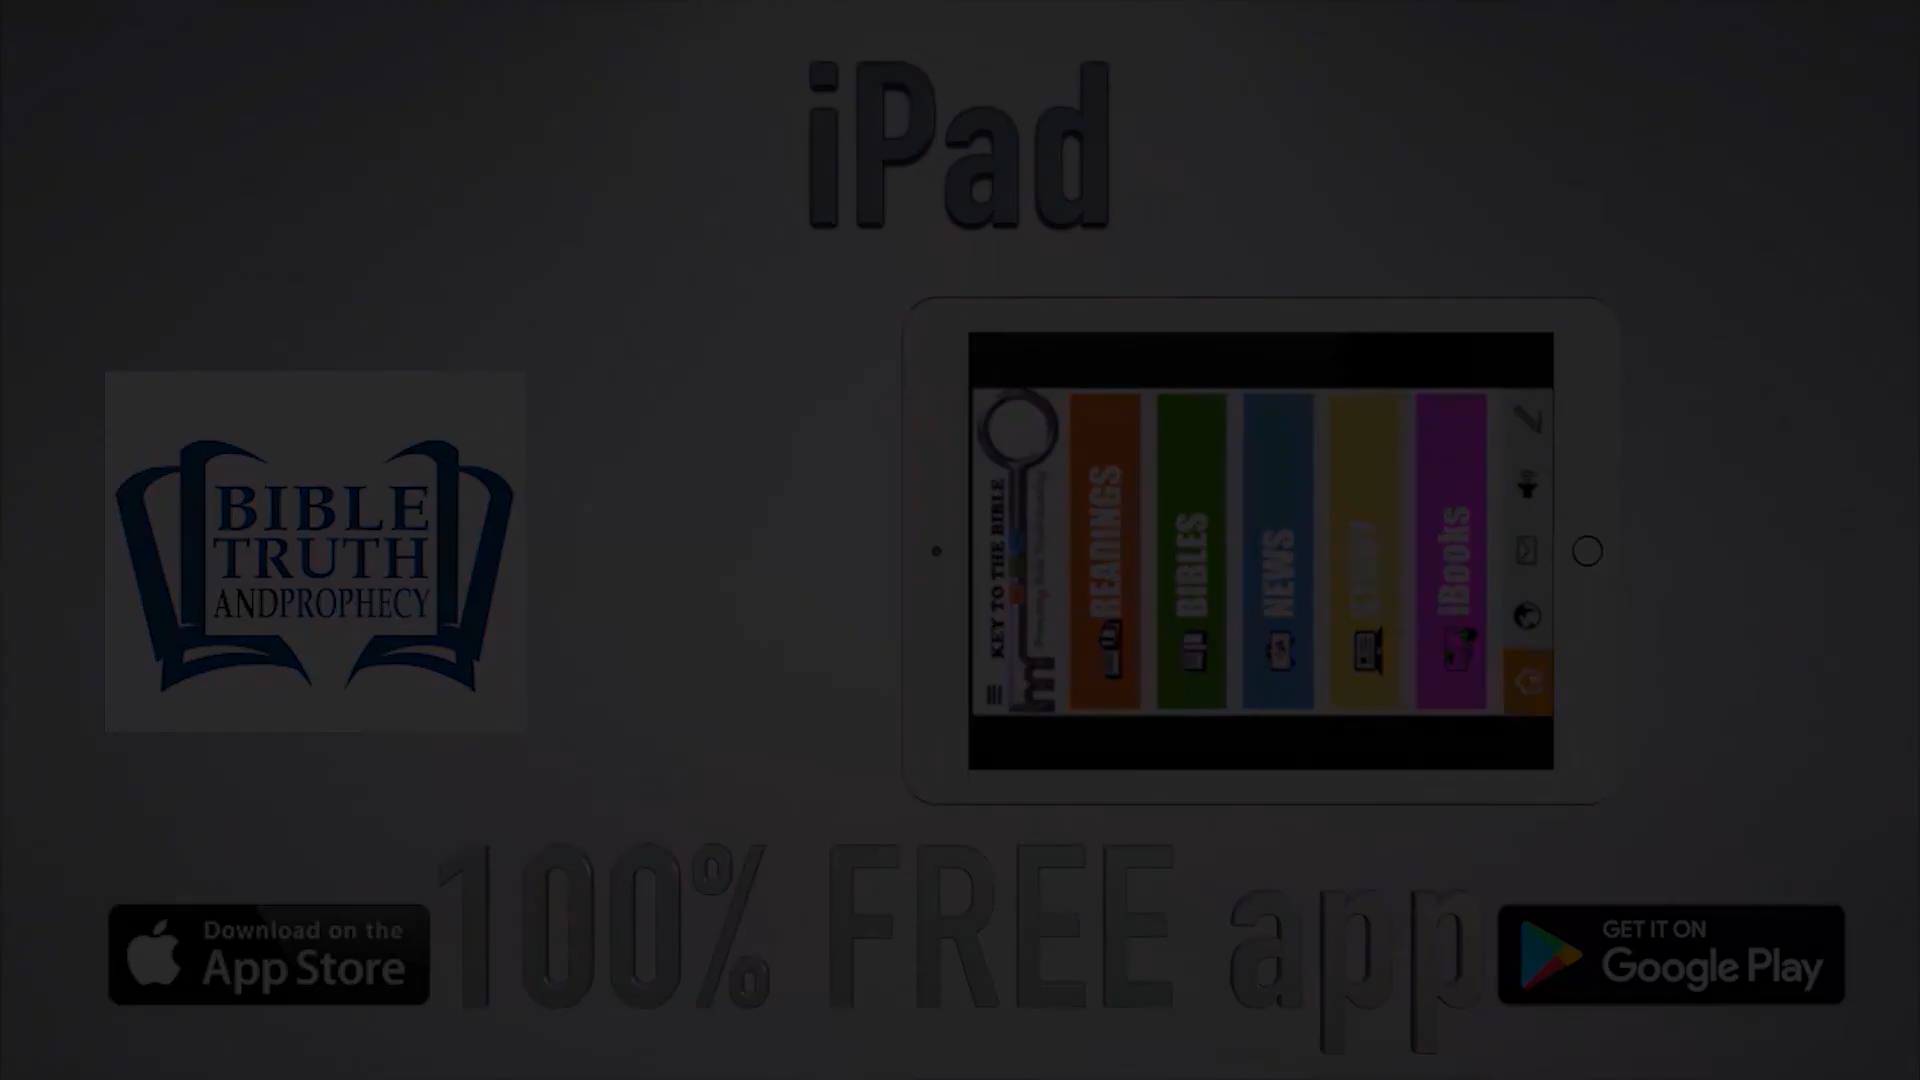 iPad
BIBLE
TRUTH
ANDPROPHECY
KEY TO THE BIBLE
READINGS
BIBLES
NEWS
STUDY
iBooks
100% FREE app
Download on the
App Store
GET IT ON
Google Play